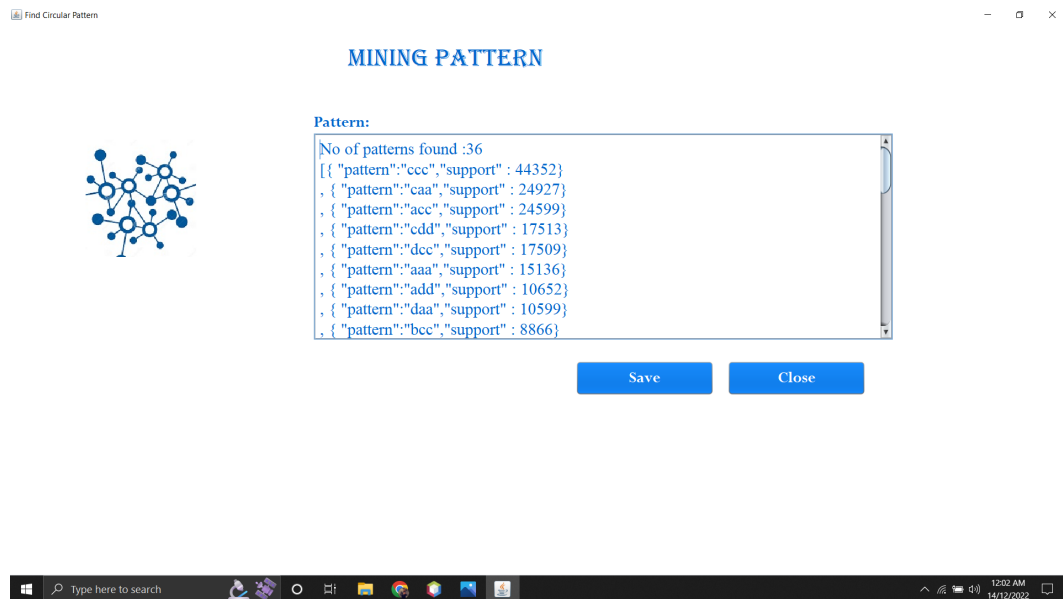 Find Circular Pattern
MINING PATTERN
Pattern:
No of patterns found :36
[{ "pattern":"ccc","support" : 44352}
, { "pattern":"caa","support" : 24927}
, { "pattern":"acc","support" : 24599}
, { "pattern":"cdd","support" : 17513}
, { "pattern":"dcc","support" : 17509}
, { "pattern":"aaa","support" : 15136}
, { "pattern":"add","support" : 10652}
, { "pattern":"daa","support" : 10599}
, { "pattern":"bcc","support" : 8866}
Save Close
Type here to search
12:02 AM
14/12/2022